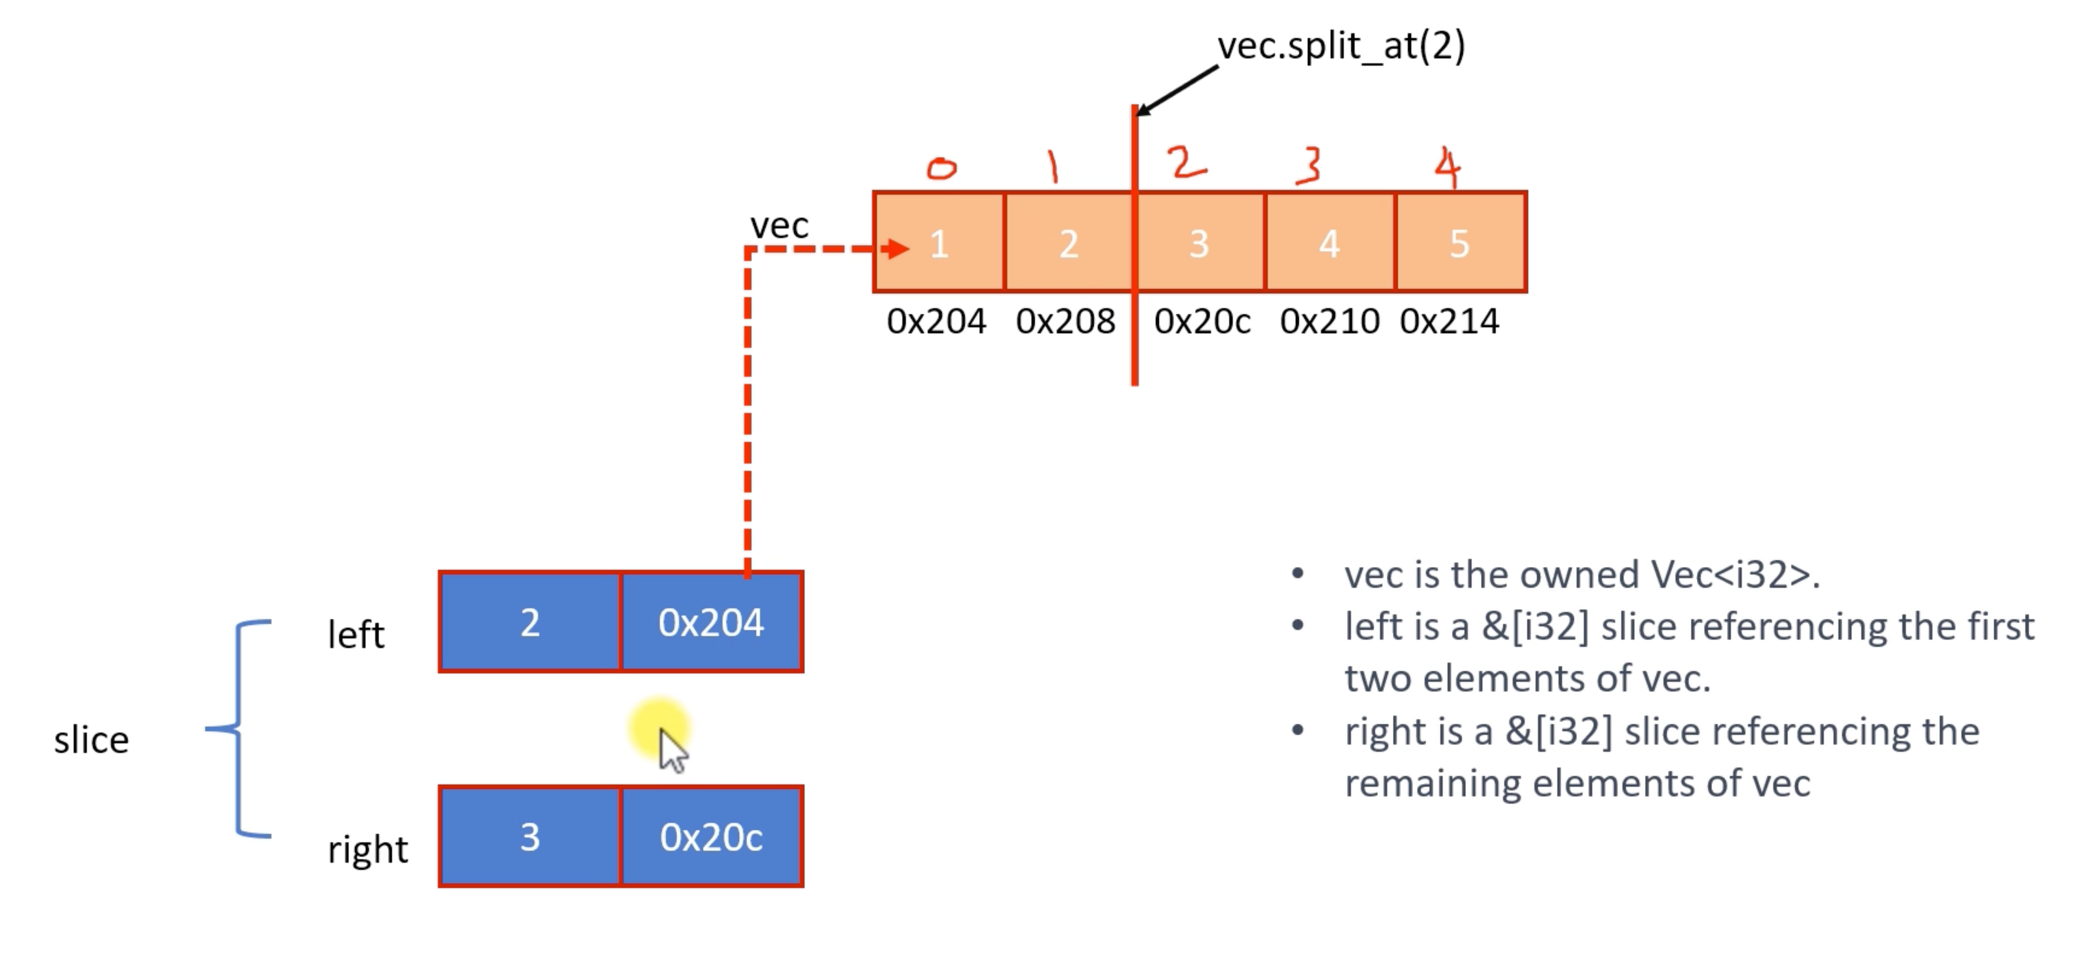 vec.split_at(2)
0 1 2 3 4
vec
1 2 3 4 5
0x204 0x208 0x20c 0x210 0x214
slice
left
2 0x204
right
3 0x20c
• vec is the owned Vec<i32>.
• left is a &[i32] slice referencing the first
two elements of vec.
• right is a &[i32] slice referencing the
remaining elements of vec